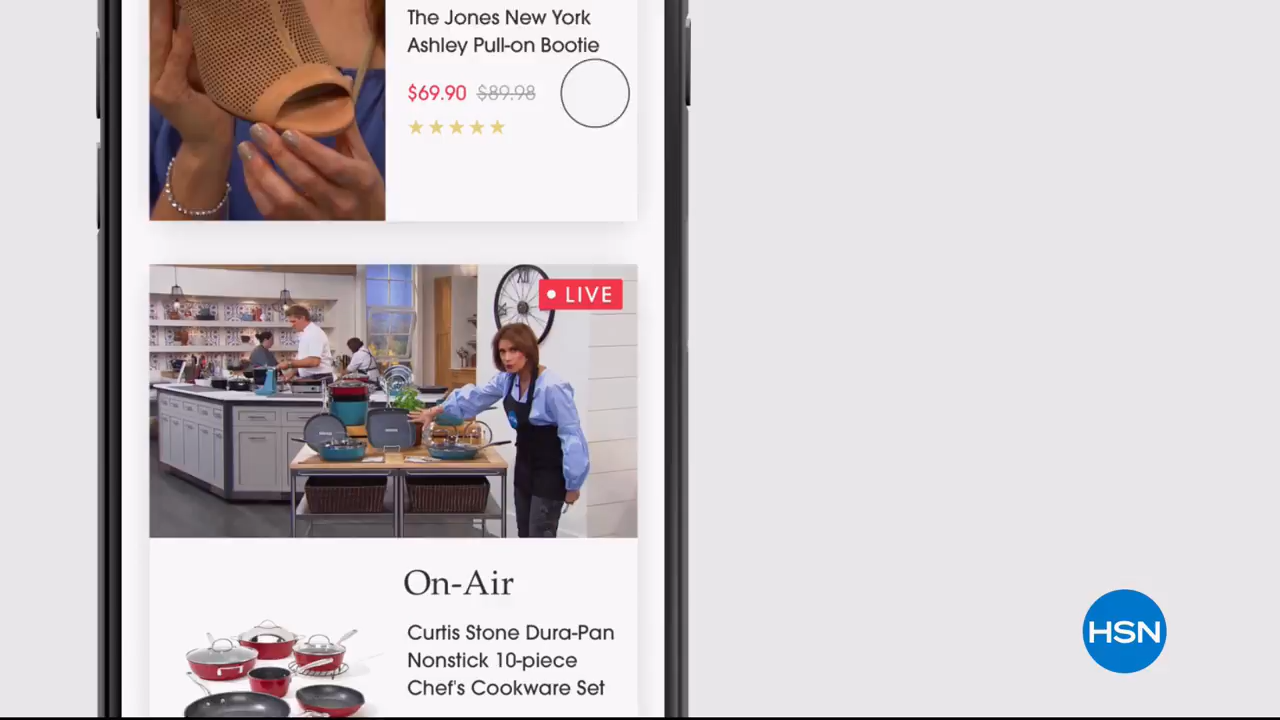 The Jones New York
Ashley Pull-on Bootie
$69.90 $89.98
LIVE
On-Air
Curtis Stone Dura-Pan
Nonstick 10-piece
Chef's Cookware Set
HSN